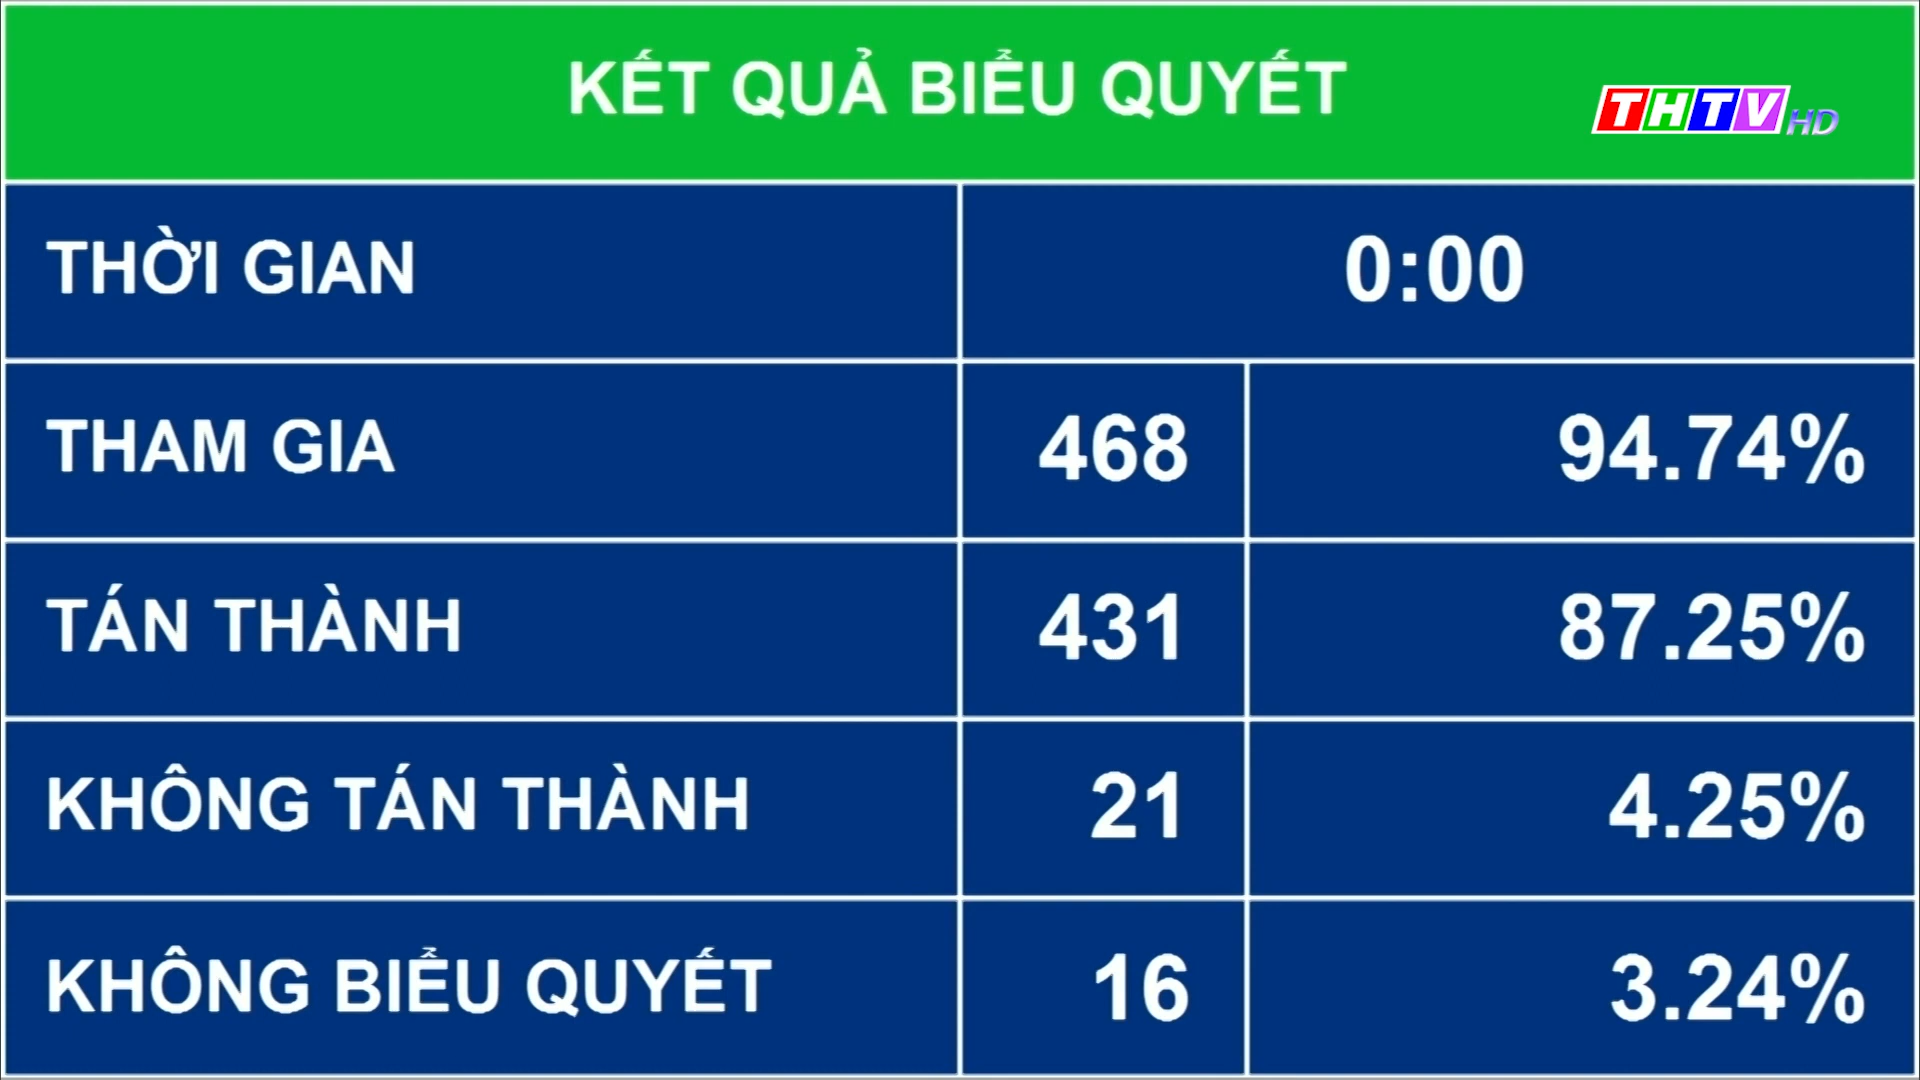 KẾT QUẢ BIỂU QUYẾT
THTV HD
THỜI GIAN 0:00
THAM GIA 468 94.74%
TÁN THÀNH 431 87.25%
KHÔNG TÁN THÀNH 21 4.25%
KHÔNG BIỂU QUYẾT 16 3.24%